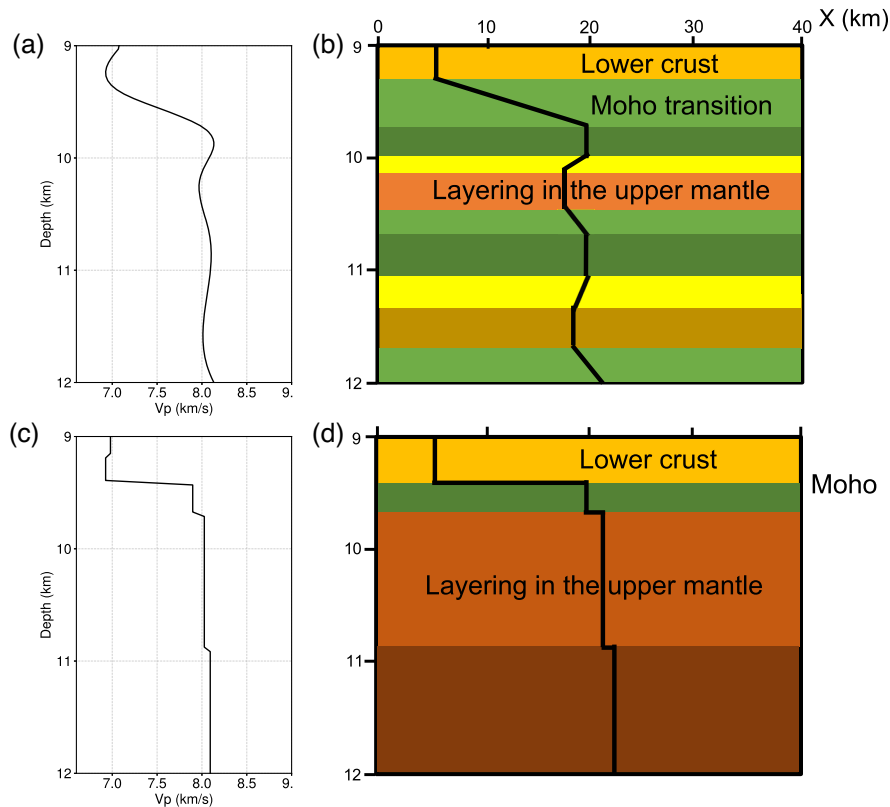 (a)
9
10
11
12
Depth (km)
7.0 7.5 8.0 8.5 9.
Vp (km/s)
(b)
0 10 20 30 40 X (km)
9
10
11
12
Lower crust
Moho transition
Layering in the upper mantle
(c)
9
10
11
12
Depth (km)
7.0 7.5 8.0 8.5 9.
Vp (km/s)
(d)
9
10
11
12
Lower crust
Moho
Layering in the upper mantle